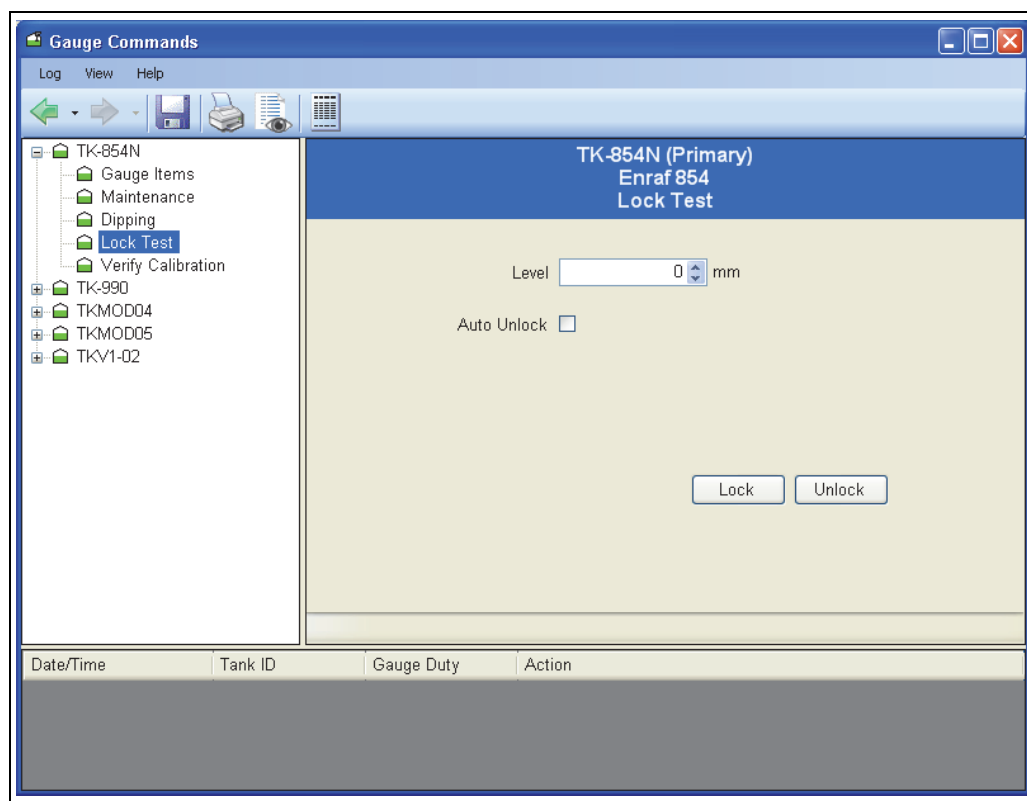 Gauge Commands
Log View Help
TK-854N
Gauge Items
Maintenance
Dipping
Lock Test
Verify Calibration
TK-990
TKMOD04
TKMOD05
TKV1-02
TK-854N (Primary)
Enraf 854
Lock Test
Level 0 mm
Auto Unlock
Lock Unlock
Date/Time Tank ID Gauge Duty Action